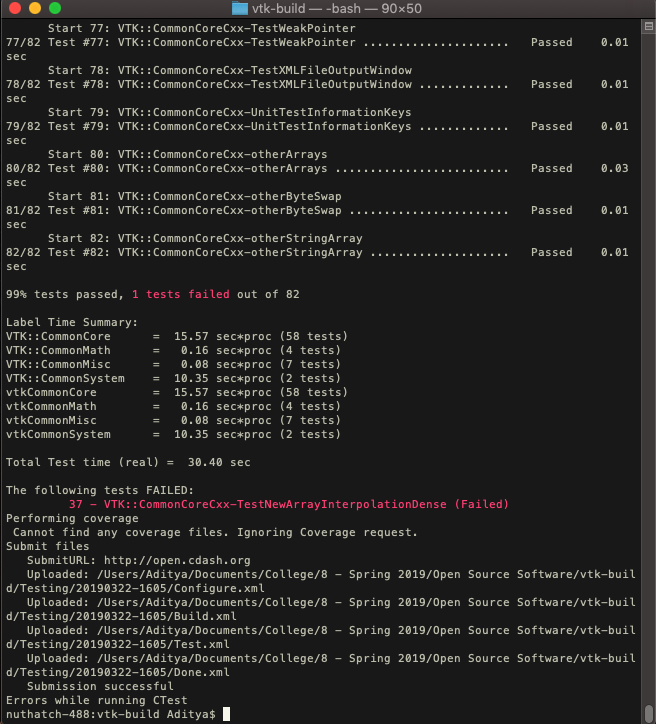 vtk-build — -bash — 90×50
      Start 77: VTK::CommonCoreCxx-TestWeakPointer
77/82 Test #77: VTK::CommonCoreCxx-TestWeakPointer .....................   Passed    0.01
sec
      Start 78: VTK::CommonCoreCxx-TestXMLFileOutputWindow
78/82 Test #78: VTK::CommonCoreCxx-TestXMLFileOutputWindow .............   Passed    0.01
sec
      Start 79: VTK::CommonCoreCxx-UnitTestInformationKeys
79/82 Test #79: VTK::CommonCoreCxx-UnitTestInformationKeys .............   Passed    0.01
sec
      Start 80: VTK::CommonCoreCxx-otherArrays
80/82 Test #80: VTK::CommonCoreCxx-otherArrays .........................   Passed    0.03
sec
      Start 81: VTK::CommonCoreCxx-otherByteSwap
81/82 Test #81: VTK::CommonCoreCxx-otherByteSwap .......................   Passed    0.01
sec
      Start 82: VTK::CommonCoreCxx-otherStringArray
82/82 Test #82: VTK::CommonCoreCxx-otherStringArray ....................   Passed    0.01
sec

99% tests passed, 1 tests failed out of 82

Label Time Summary:
VTK::CommonCore      =  15.57 sec*proc (58 tests)
VTK::CommonMath      =   0.16 sec*proc (4 tests)
VTK::CommonMisc      =   0.08 sec*proc (7 tests)
VTK::CommonSystem    =  10.35 sec*proc (2 tests)
vtkCommonCore        =  15.57 sec*proc (58 tests)
vtkCommonMath        =   0.16 sec*proc (4 tests)
vtkCommonMisc        =   0.08 sec*proc (7 tests)
vtkCommonSystem      =  10.35 sec*proc (2 tests)

Total Test time (real) =  30.40 sec

The following tests FAILED:
         37 - VTK::CommonCoreCxx-TestNewArrayInterpolationDense (Failed)
Performing coverage
 Cannot find any coverage files. Ignoring Coverage request.
Submit files
   SubmitURL: http://open.cdash.org
   Uploaded: /Users/Aditya/Documents/College/8 - Spring 2019/Open Source Software/vtk-buil
d/Testing/20190322-1605/Configure.xml
   Uploaded: /Users/Aditya/Documents/College/8 - Spring 2019/Open Source Software/vtk-buil
d/Testing/20190322-1605/Build.xml
   Uploaded: /Users/Aditya/Documents/College/8 - Spring 2019/Open Source Software/vtk-buil
d/Testing/20190322-1605/Test.xml
   Uploaded: /Users/Aditya/Documents/College/8 - Spring 2019/Open Source Software/vtk-buil
d/Testing/20190322-1605/Done.xml
   Submission successful
Errors while running CTest
nuthatch-488:vtk-build Aditya$